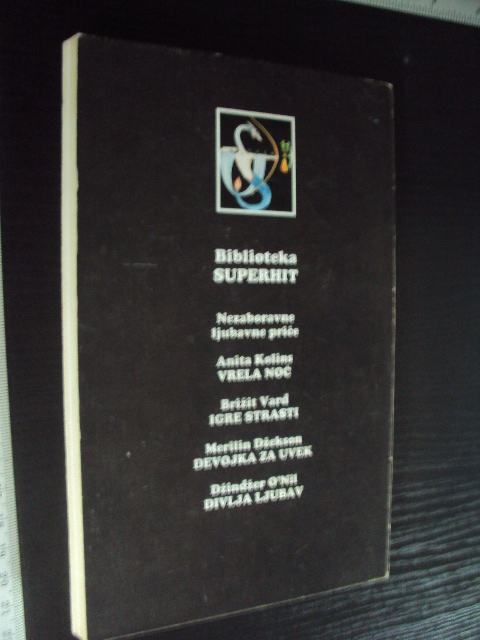 Biblioteka
SUPERHIT
Nezaboravne
ljubavne priče
Anita Kolins
VRELA NOĆ
Brižit Vard
IGRE STRASTI
Merilin Džekson
DEVOJKA ZA UVEK
Džindžer O'Nil
DIVLJA LJUBAV